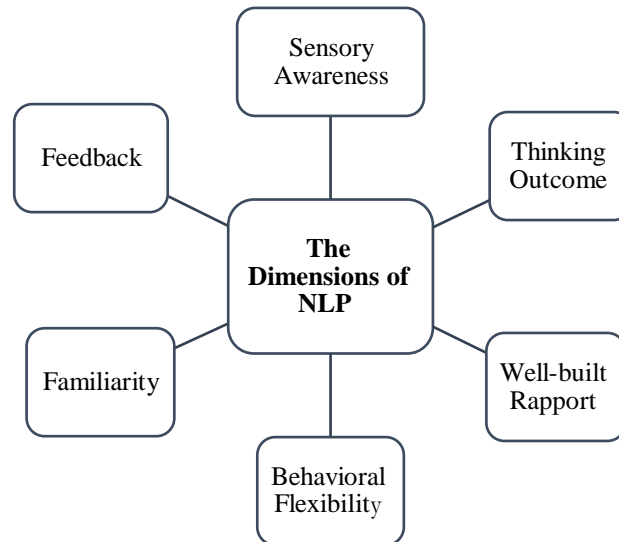 Sensory
Awareness
Feedback
Thinking
Outcome
The
Dimensions of
NLP
Familiarity
Well-built
Rapport
Behavioral
Flexibility